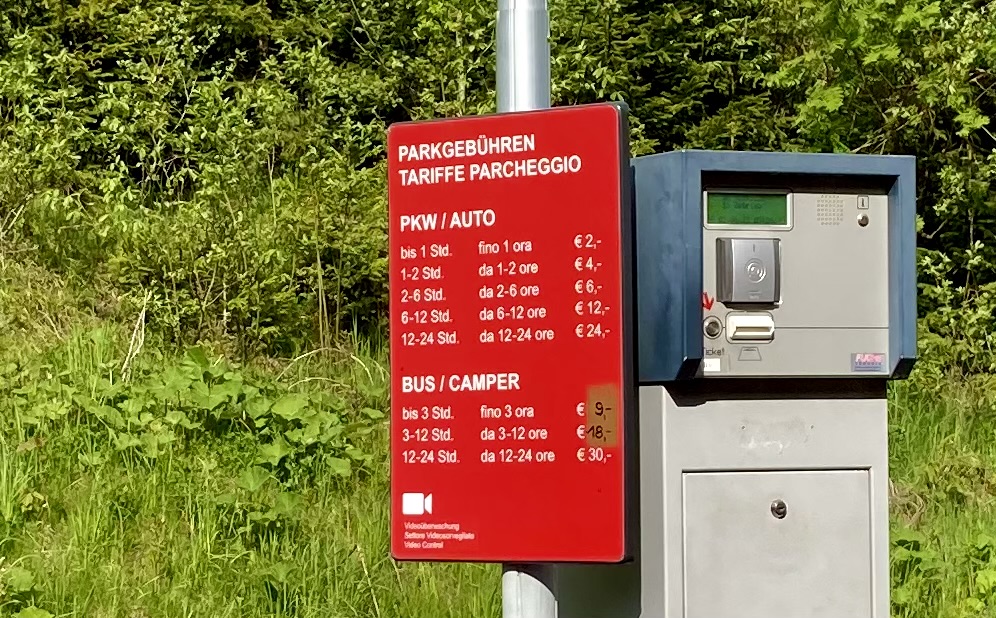 PARKGEBÜHREN
TARIFFE PARCHEGGIO
PKW / AUTO
bis 1 Std. fino 1 ora € 2,-
1-2 Std. da 1-2 ore € 4,-
2-6 Std. da 2-6 ore € 6,-
6-12 Std. da 6-12 ore € 12,-
12-24 Std. da 12-24 ore € 24,-
BUS / CAMPER
bis 3 Std. fino 3 ora € 9,-
3-12 Std. da 3-12 ore € 18,-
12-24 Std. da 12-24 ore € 30,-
Videoüberwachung
Settore Videosorvegliato
Video Control
i
Ticket